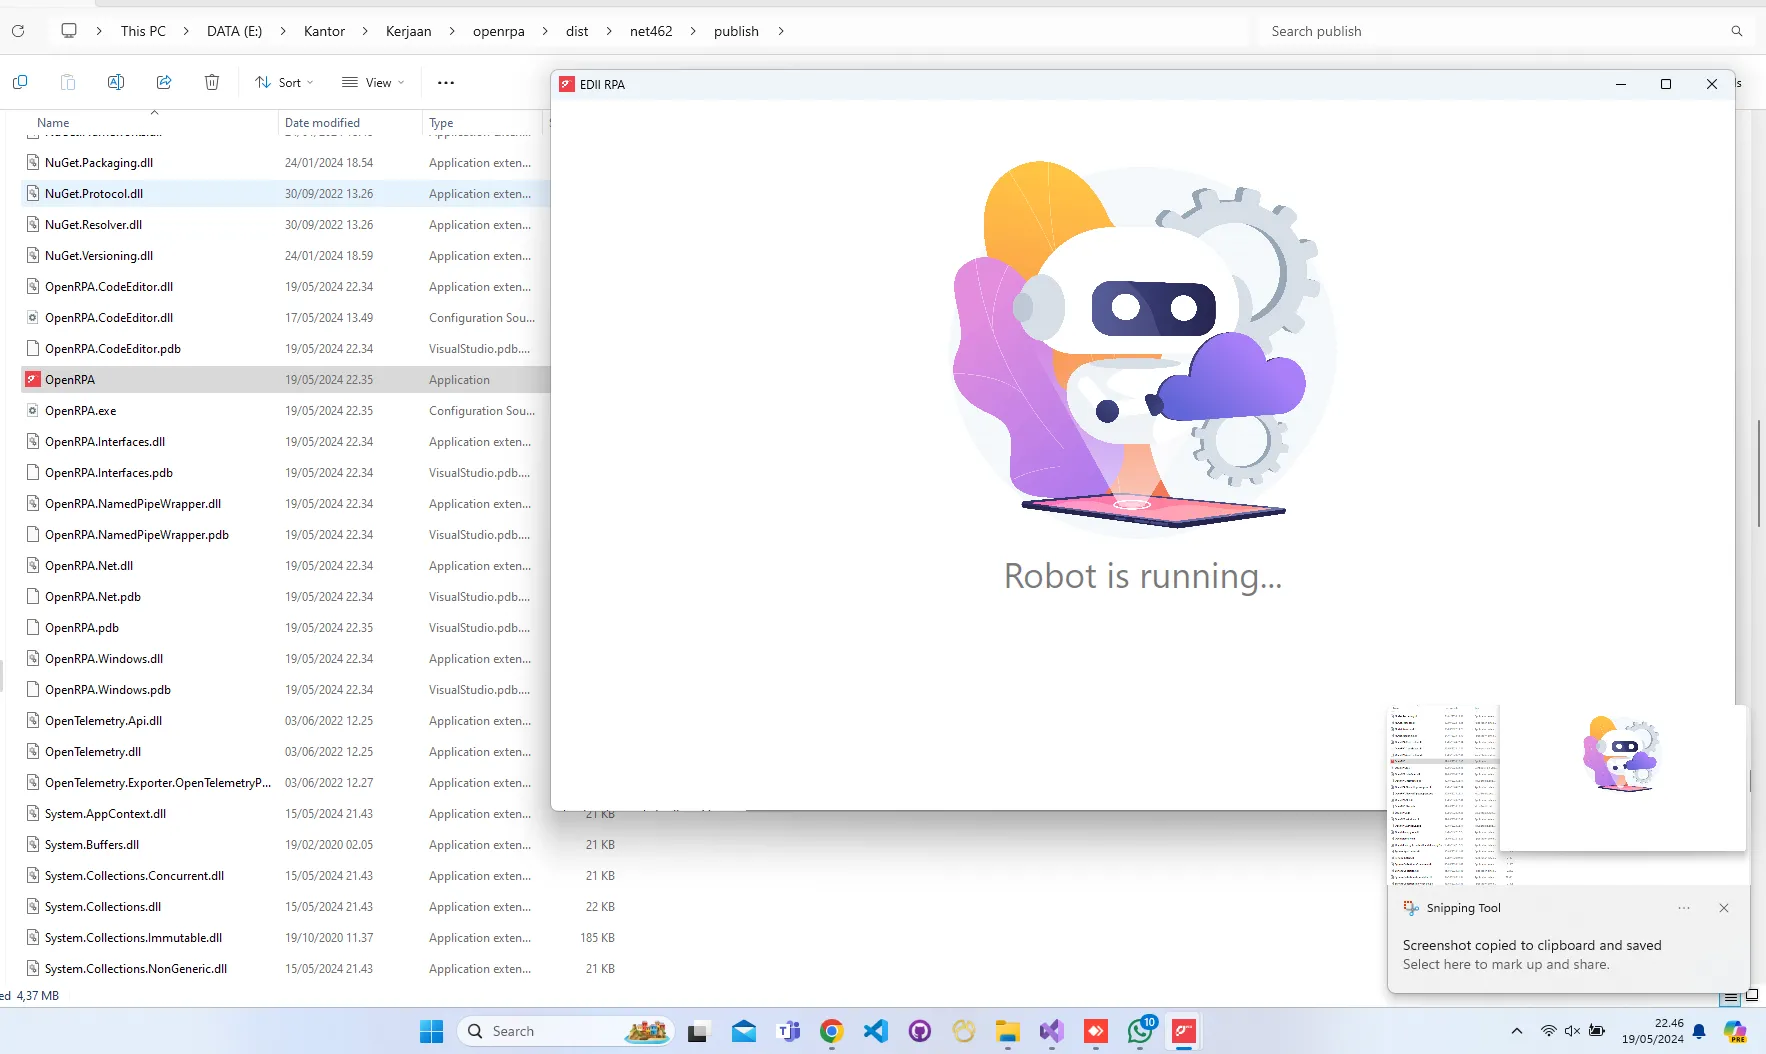 This PC
DATA (E:)
Kantor
Kerjaan
openrpa
dist
net462
publish
Search publish
Sort
View
EDII RPA
Name Date modified Type
NuGet.Packaging.dll 24/01/2024 18.54 Application exten...
NuGet.Protocol.dll 30/09/2022 13.26 Application exten...
NuGet.Resolver.dll 30/09/2022 13.26 Application exten...
NuGet.Versioning.dll 24/01/2024 18.59 Application exten...
OpenRPA.CodeEditor.dll 19/05/2024 22.34 Application exten...
OpenRPA.CodeEditor.dll 17/05/2024 13.49 Configuration Sou...
OpenRPA.CodeEditor.pdb 19/05/2024 22.34 VisualStudio.pdb....
OpenRPA 19/05/2024 22.35 Application
OpenRPA.exe 19/05/2024 22.35 Configuration Sou...
OpenRPA.Interfaces.dll 19/05/2024 22.34 Application exten...
OpenRPA.Interfaces.pdb 19/05/2024 22.34 VisualStudio.pdb....
OpenRPA.NamedPipeWrapper.dll 19/05/2024 22.34 Application exten...
OpenRPA.NamedPipeWrapper.pdb 19/05/2024 22.34 VisualStudio.pdb....
OpenRPA.Net.dll 19/05/2024 22.34 Application exten...
OpenRPA.Net.pdb 19/05/2024 22.34 VisualStudio.pdb....
OpenRPA.pdb 19/05/2024 22.35 VisualStudio.pdb....
OpenRPA.Windows.dll 19/05/2024 22.34 Application exten...
OpenRPA.Windows.pdb 19/05/2024 22.34 VisualStudio.pdb....
OpenTelemetry.Api.dll 03/06/2022 12.25 Application exten...
OpenTelemetry.dll 03/06/2022 12.25 Application exten...
OpenTelemetry.Exporter.OpenTelemetryP... 03/06/2022 12.27 Application exten...
System.AppContext.dll 15/05/2024 21.43 Application exten... 21 KB
System.Buffers.dll 19/02/2020 02.05 Application exten... 21 KB
System.Collections.Concurrent.dll 15/05/2024 21.43 Application exten... 21 KB
System.Collections.dll 15/05/2024 21.43 Application exten... 22 KB
System.Collections.Immutable.dll 19/10/2020 11.37 Application exten... 185 KB
System.Collections.NonGeneric.dll 15/05/2024 21.43 Application exten... 21 KB
Robot is running...
Snipping Tool
Screenshot copied to clipboard and saved
Select here to mark up and share.
ed 4,37 MB
Search
10
22.46
19/05/2024
PRE